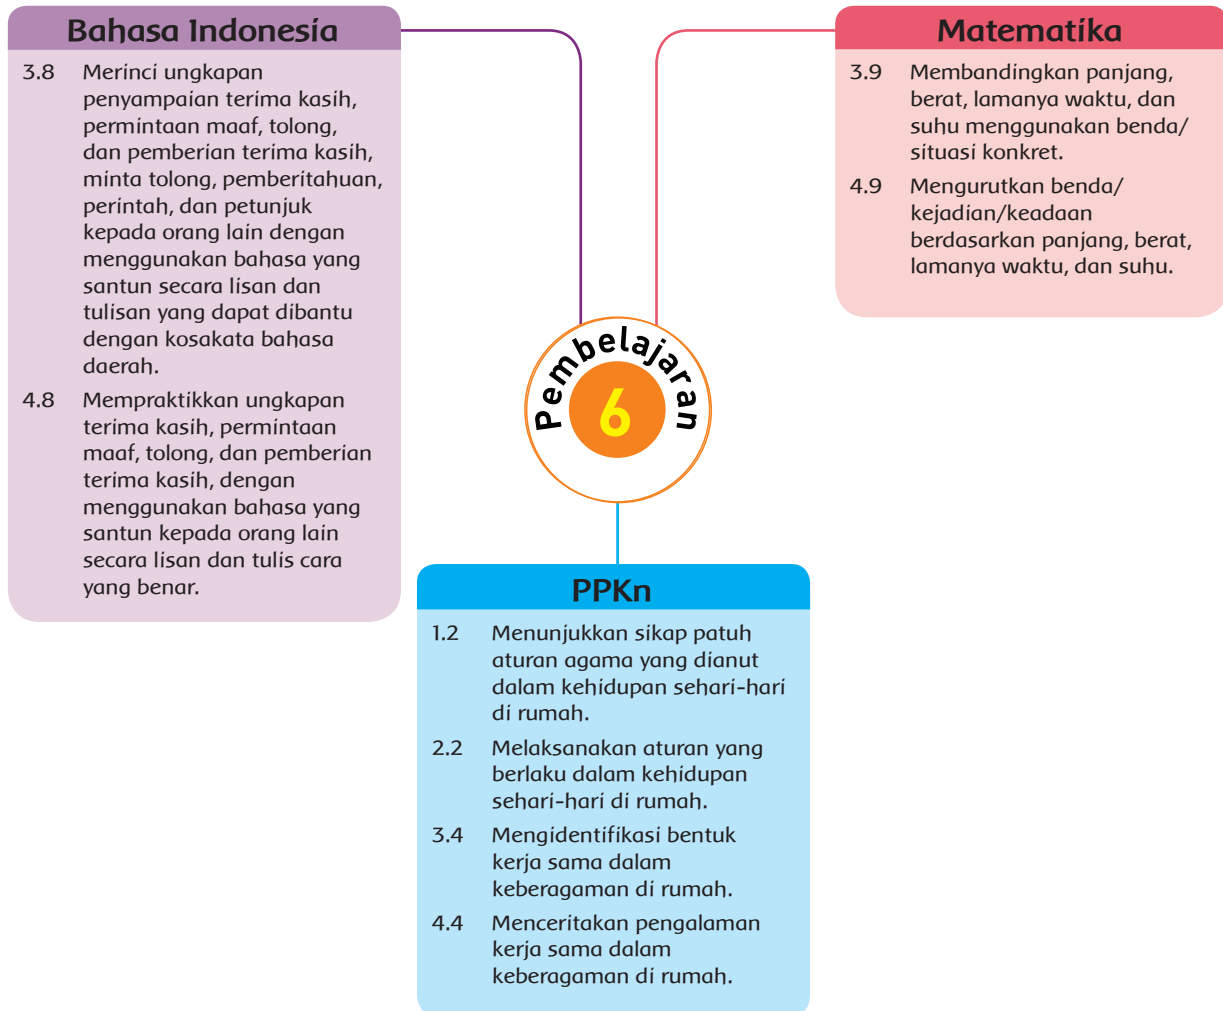 Bahasa Indonesia
3.8 Merinci ungkapan
penyampaian terima kasih,
permintaan maaf, tolong,
dan pemberian terima kasih,
minta tolong, pemberitahuan,
perintah, dan petunjuk
kepada orang lain dengan
menggunakan bahasa yang
santun secara lisan dan
tulisan yang dapat dibantu
dengan kosakata bahasa
daerah.
4.8 Mempraktikkan ungkapan
terima kasih, permintaan
maaf, tolong, dan pemberian
terima kasih, dengan
menggunakan bahasa yang
santun kepada orang lain
secara lisan dan tulis cara
yang benar.
Matematika
3.9 Membandingkan panjang,
berat, lamanya waktu, dan
suhu menggunakan benda/
situasi konkret.
4.9 Mengurutkan benda/
kejadian/keadaan
berdasarkan panjang, berat,
lamanya waktu, dan suhu.
Pembelajaran
6
PPKn
1.2 Menunjukkan sikap patuh
aturan agama yang dianut
dalam kehidupan sehari-hari
di rumah.
2.2 Melaksanakan aturan yang
berlaku dalam kehidupan
sehari-hari di rumah.
3.4 Mengidentifikasi bentuk
kerja sama dalam
keberagaman di rumah.
4.4 Menceritakan pengalaman
kerja sama dalam
keberagaman di rumah.